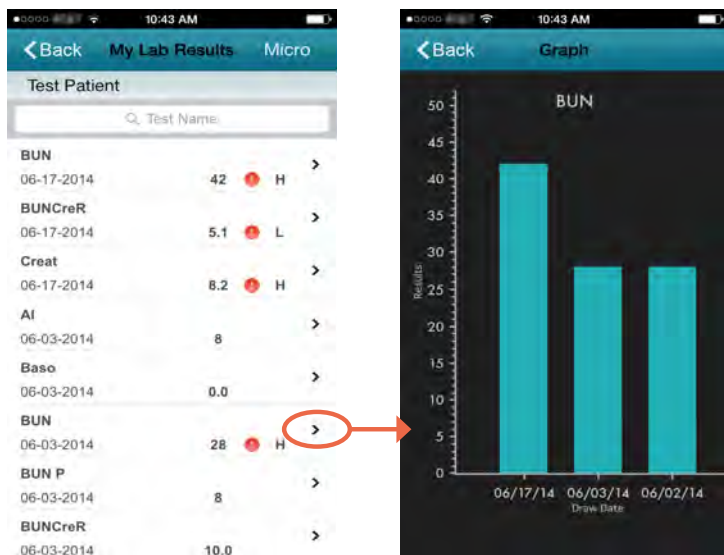 10:43 AM
Back My Lab Results Micro
Test Patient
Test Name
BUN
06-17-2014 42 H
BUNCreR
06-17-2014 5.1 L
Creat
06-17-2014 8.2 H
AI
06-03-2014 8
Baso
06-03-2014 0.0
BUN
06-03-2014 28 H
BUN P
06-03-2014 8
BUNCreR
06-03-2014 10.0
10:43 AM
Back Graph
BUN
50
45
40
35
30
25
20
15
10
5
0
Results
06/17/14 06/03/14 06/02/14
Draw Date